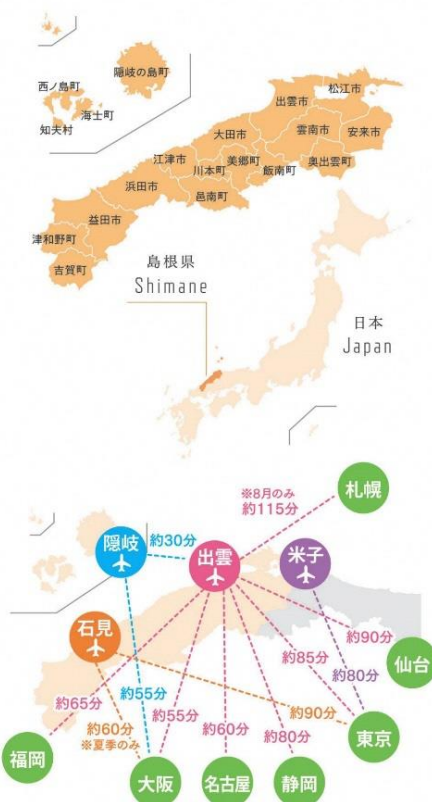 隠岐の島町
西ノ島町
海士町
知夫村
松江市
出雲市
大田市
雲南市
安来市
江津市
美郷町
川本町
飯南町
奥出雲町
浜田市
邑南町
益田市
津和野町
吉賀町
島根県
Shimane
日本
Japan
※8月のみ
約115分
札幌
隠岐
約30分
出雲
米子
石見
約90分
仙台
約85分
約80分
約65分
約55分
約55分
約60分
※夏季のみ
約60分
約80分
約90分
東京
福岡
大阪
名古屋
静岡